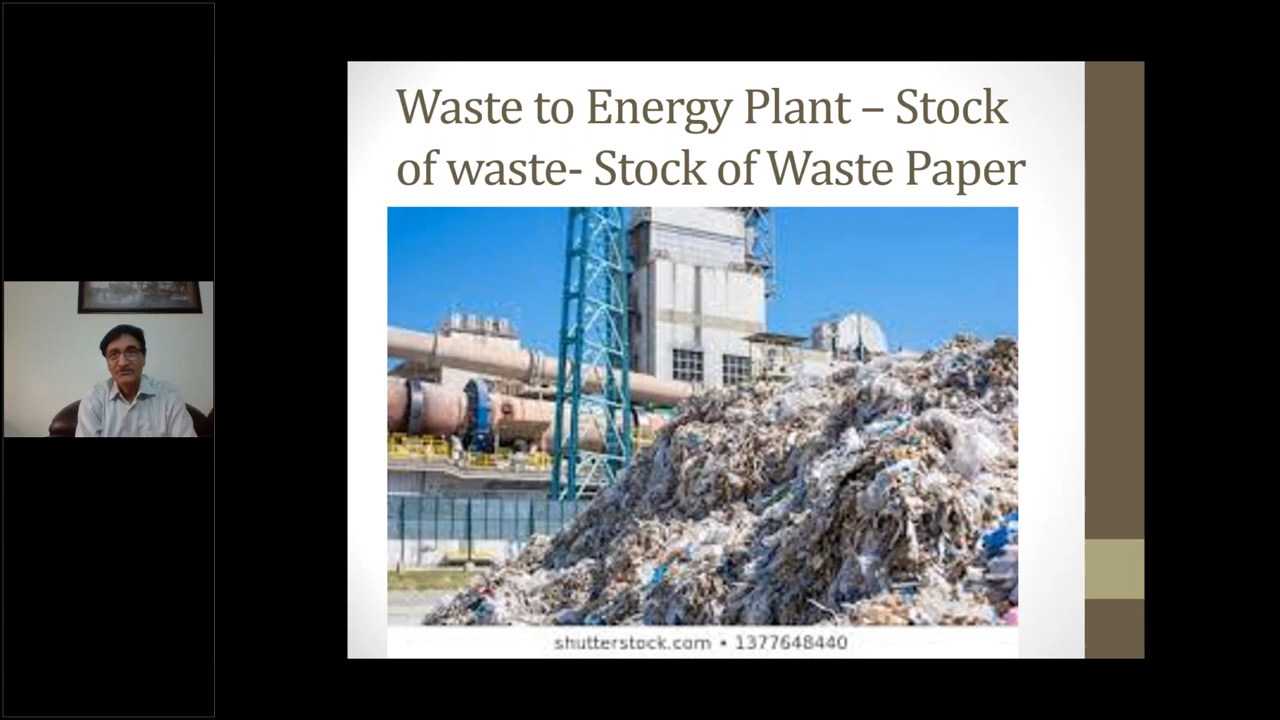 Waste to Energy Plant – Stock
of waste- Stock of Waste Paper
shutterstock.com • 1377648440